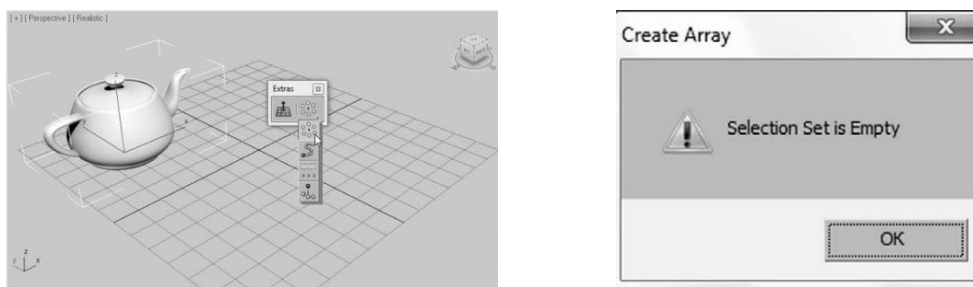 [ + ] [ Perspective ] [ Realistic ]
Extras
z
x
y
Create Array
Selection Set is Empty
OK